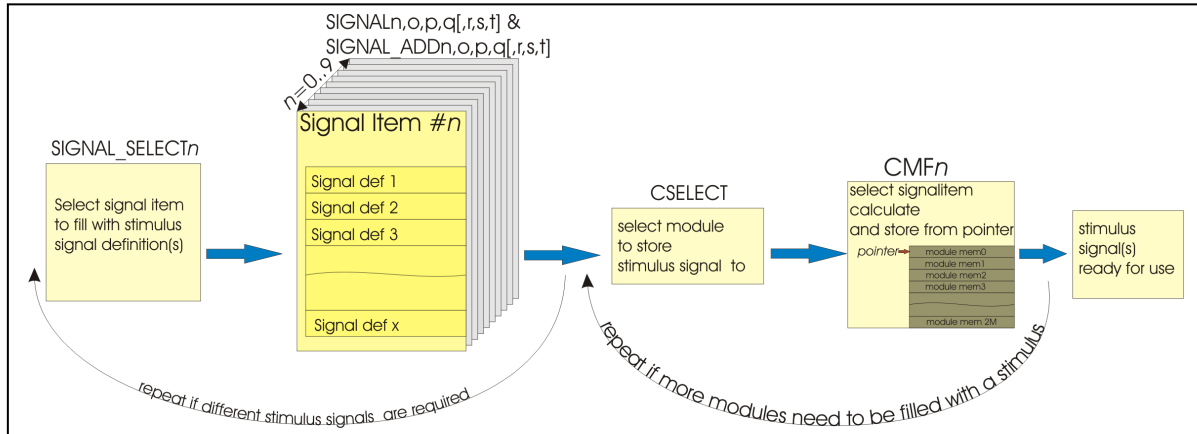 SIGNALn,o,p,q[,r,s,t] &
SIGNAL_ADDn,o,p,q[,r,s,t]
n=0..9
SIGNAL_SELECTn
Select signal item
to fill with stimulus
signal definition(s)
Signal Item #n
Signal def 1
Signal def 2
Signal def 3
Signal def x
repeat if different stimulus signals are required
CSELECT
select module
to store
stimulus signal to
CMFn
select signalitem
calculate
and store from pointer
pointer
module mem0
module mem1
module mem2
module mem3
module mem 2M
repeat if more modules need to be filled with a stimulus
stimulus
signal(s)
ready for use